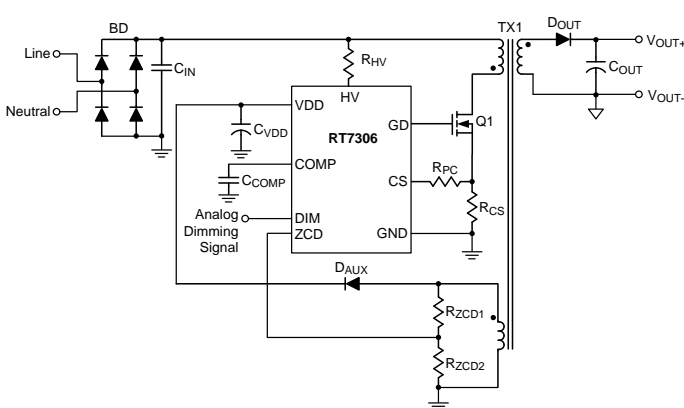 BD
TX1
DOUT
VOUT+
Line
CIN
RHV
COUT
HV
Neutral
VOUT-
VDD
CVDD
RT7306
GD
Q1
COMP
CCOMP
CS
RPC
RCS
Analog
Dimming
Signal
DIM
ZCD
GND
DAUX
RZCD1
RZCD2